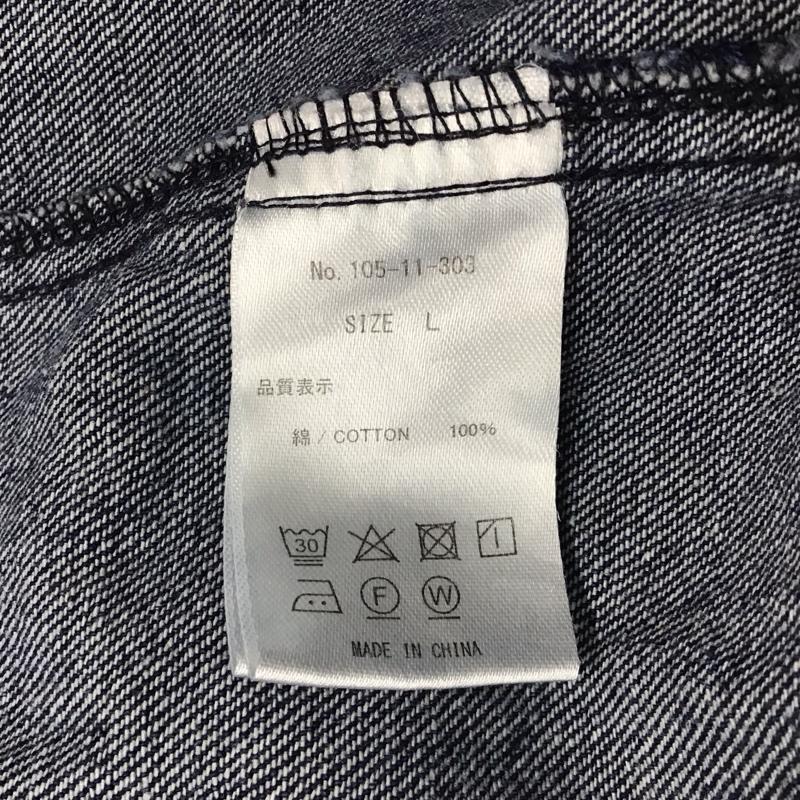 No. 105-11-303
SIZE L
品質表示
綿 / COTTON 100%
30
F W
MADE IN CHINA